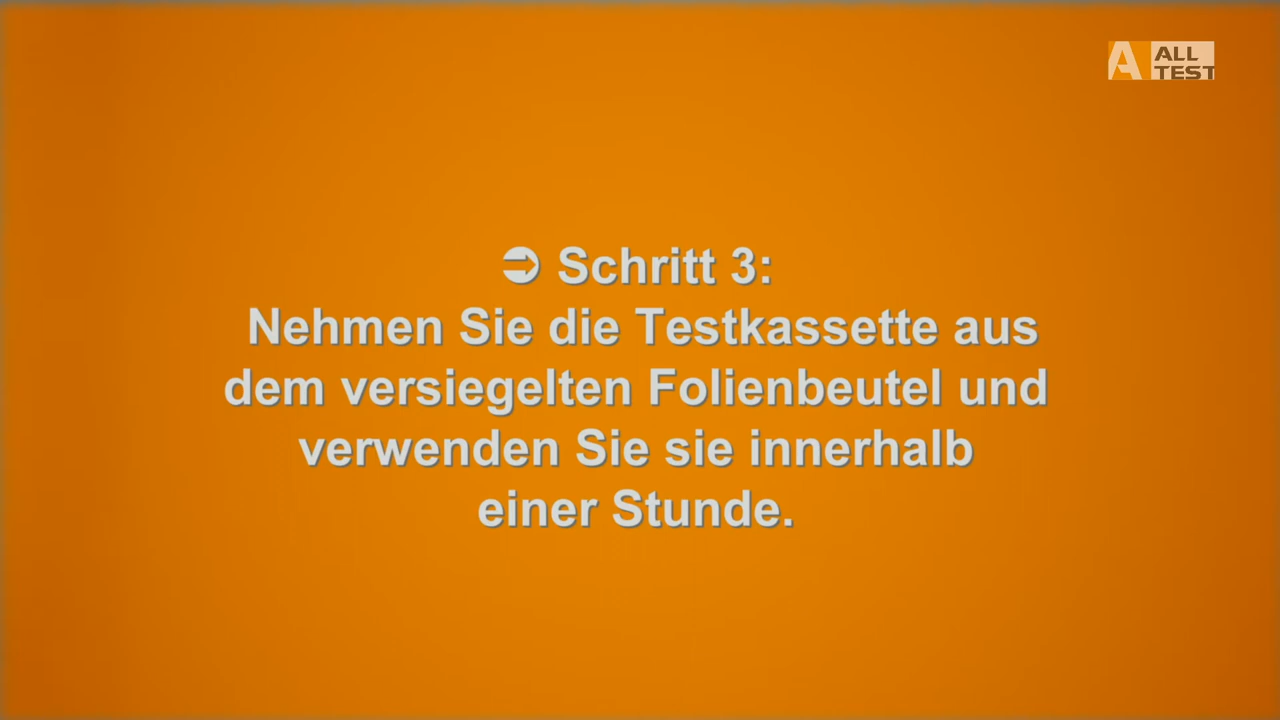 A ALL
TEST
➲ Schritt 3:
Nehmen Sie die Testkassette aus
dem versiegelten Folienbeutel und
verwenden Sie sie innerhalb
einer Stunde.